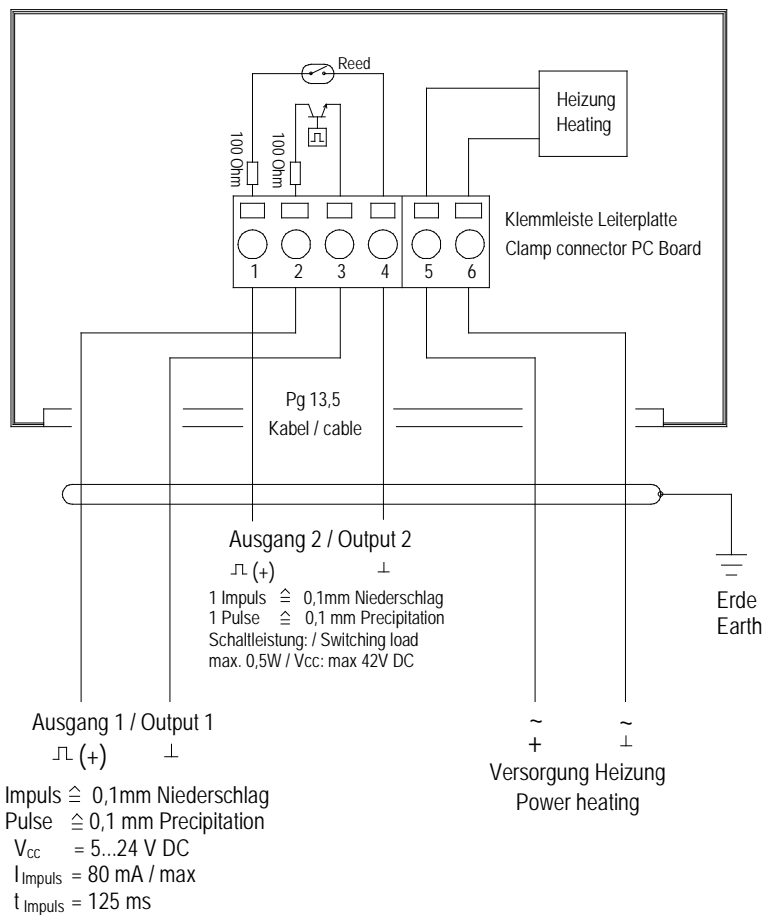 Reed
100 Ohm
100 Ohm
Heizung
Heating
Klemmleiste Leiterplatte
Clamp connector PC Board
1 2 3 4 5 6
Pg 13,5
Kabel / cable
Ausgang 2 / Output 2
⎍ (+) ⊥
1 Impuls ≙ 0,1mm Niederschlag
1 Pulse ≙ 0,1 mm Precipitation
Schaltleistung: / Switching load
max. 0,5W / Vcc: max 42V DC
Erde
Earth
Ausgang 1 / Output 1
⎍ (+) ⊥
Impuls ≙ 0,1mm Niederschlag
Pulse ≙ 0,1 mm Precipitation
Vcc = 5...24 V DC
I Impuls = 80 mA / max
t Impuls = 125 ms
~ ~
+ ⊥
Versorgung Heizung
Power heating